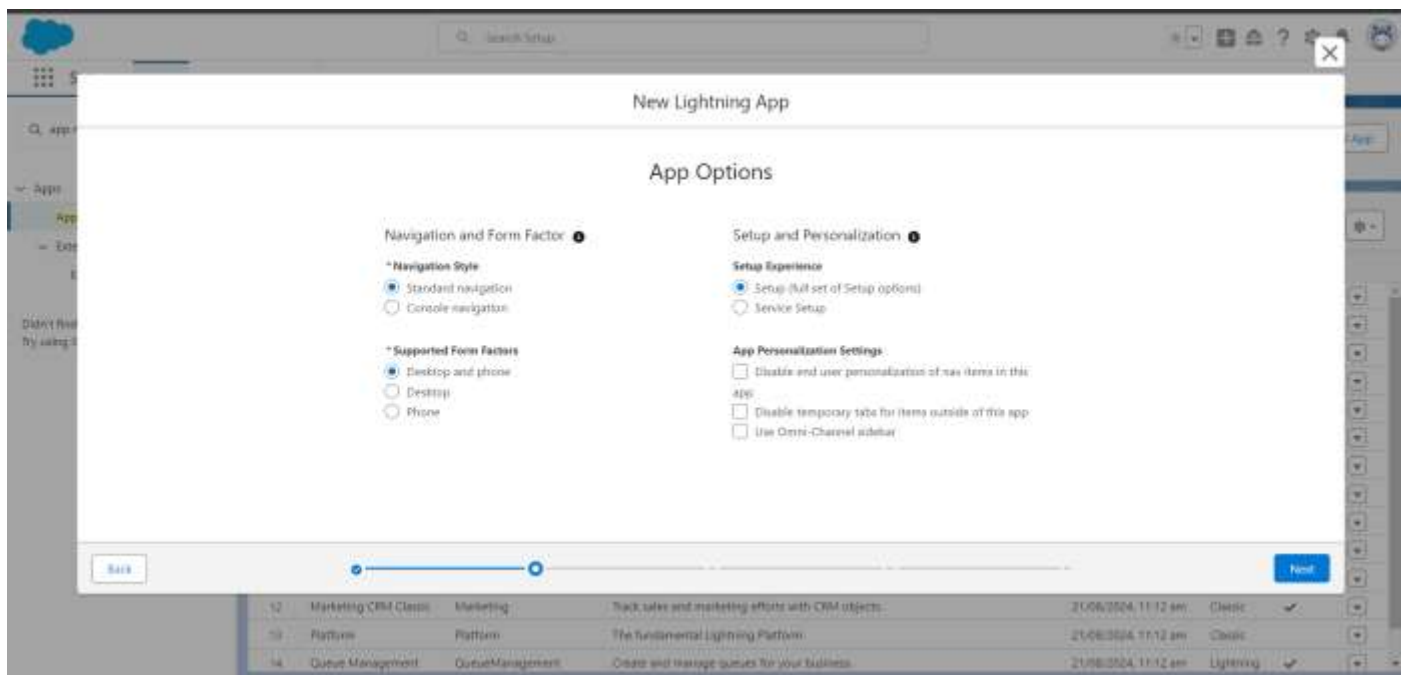 Search Setup
New Lightning App
App Options
Apps
Navigation and Form Factor
Setup and Personalization
* Navigation Style
Standard navigation
Console navigation
Setup Experience
Setup (full set of Setup options)
Service Setup
* Supported Form Factors
Desktop and phone
Desktop
Phone
App Personalization Settings
Disable end user personalization of nav items in this
app
Disable temporary tabs for items outside of this app
Use Omni-Channel sidebar
Back
Next
12 Marketing CRM Classic Marketing Track sales and marketing efforts with CRM objects. 21/08/2024, 11:12 am Classic
13 Platform Platform The fundamental Lightning Platform 21/08/2024, 11:12 am Classic
14 Queue Management QueueManagement Create and manage queues for your business. 21/08/2024, 11:12 am Lightning